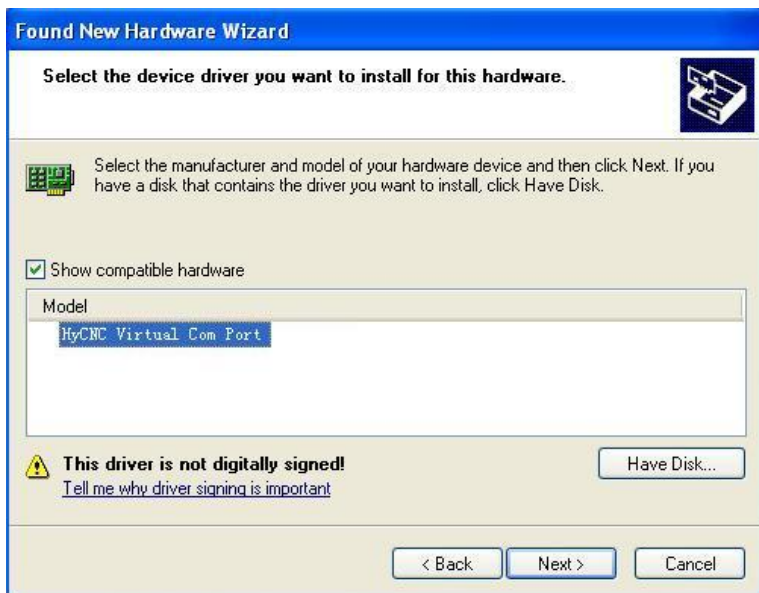 Found New Hardware Wizard
Select the device driver you want to install for this hardware.
Select the manufacturer and model of your hardware device and then click Next. If you
have a disk that contains the driver you want to install, click Have Disk.
Show compatible hardware
Model
HyCNC Virtual Com Port
This driver is not digitally signed!
Have Disk...
Tell me why driver signing is important
< Back
Next >
Cancel